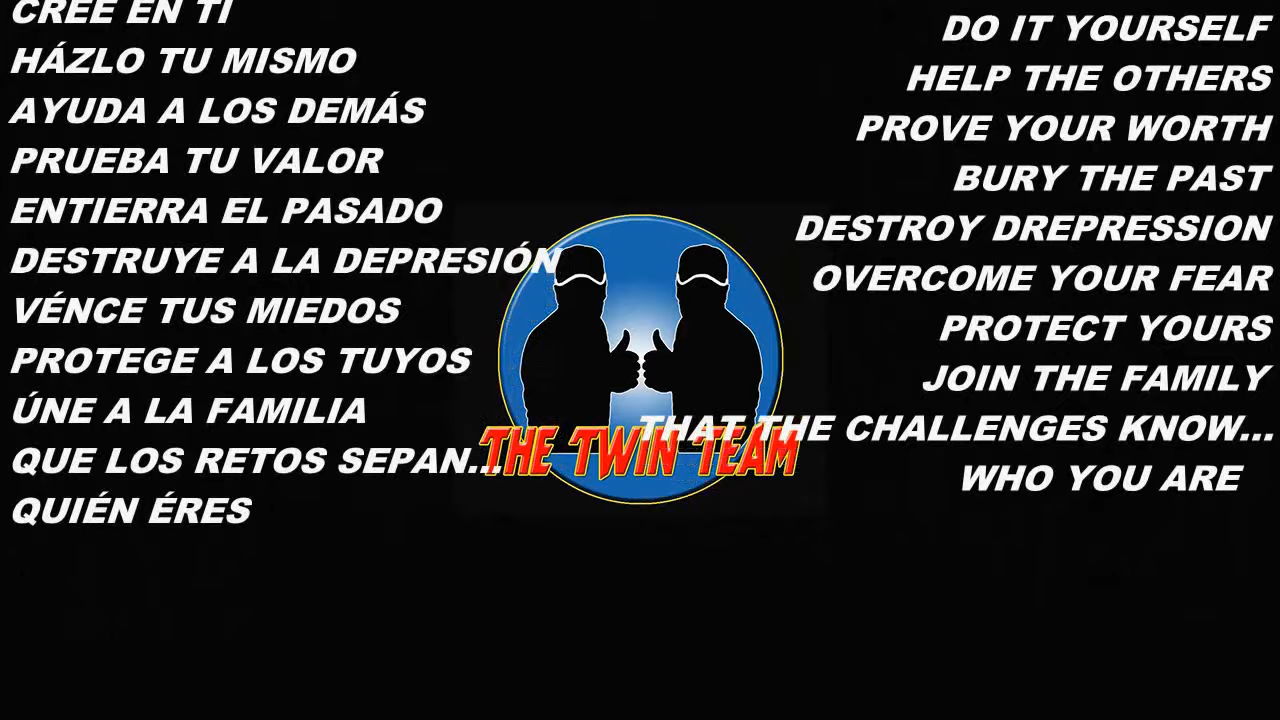 CREE EN TI
HÁZLO TU MISMO
AYUDA A LOS DEMÁS
PRUEBA TU VALOR
ENTIERRA EL PASADO
DESTRUYE A LA DEPRESIÓN
VÉNCE TUS MIEDOS
PROTEGE A LOS TUYOS
ÚNE A LA FAMILIA
QUE LOS RETOS SEPAN...
QUIÉN ÉRES
THE TWIN TEAM
DO IT YOURSELF
HELP THE OTHERS
PROVE YOUR WORTH
BURY THE PAST
DESTROY DREPRESSION
OVERCOME YOUR FEAR
PROTECT YOURS
JOIN THE FAMILY
THAT THE CHALLENGES KNOW...
WHO YOU ARE